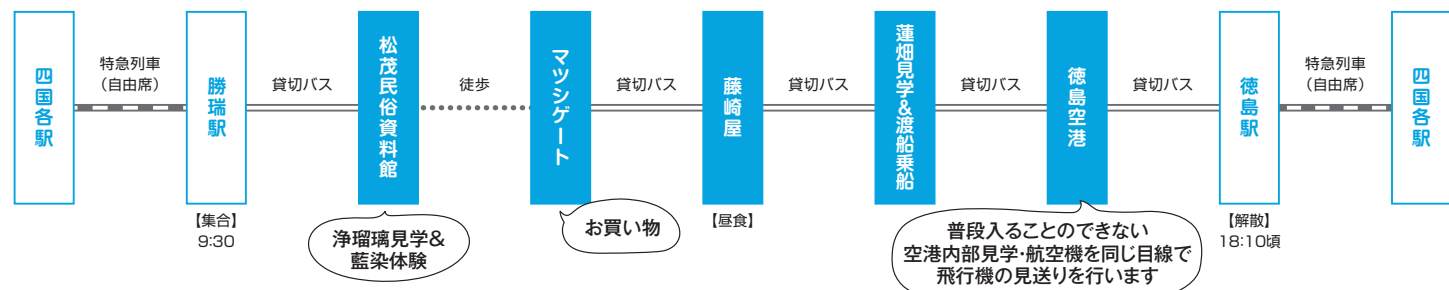 四国各駅
特急列車
(自由席)
勝瑞駅
【集合】
9:30
貸切バス
松茂民俗資料館
浄瑠璃見学&
藍染体験
徒歩
マツシゲート
お買い物
貸切バス
藤崎屋
【昼食】
貸切バス
蓮畑見学&渡船乗船
貸切バス
徳島空港
普段入ることのできない
空港内部見学・航空機を同じ目線で
飛行機の見送りを行います
貸切バス
徳島駅
【解散】
18:10頃
特急列車
(自由席)
四国各駅